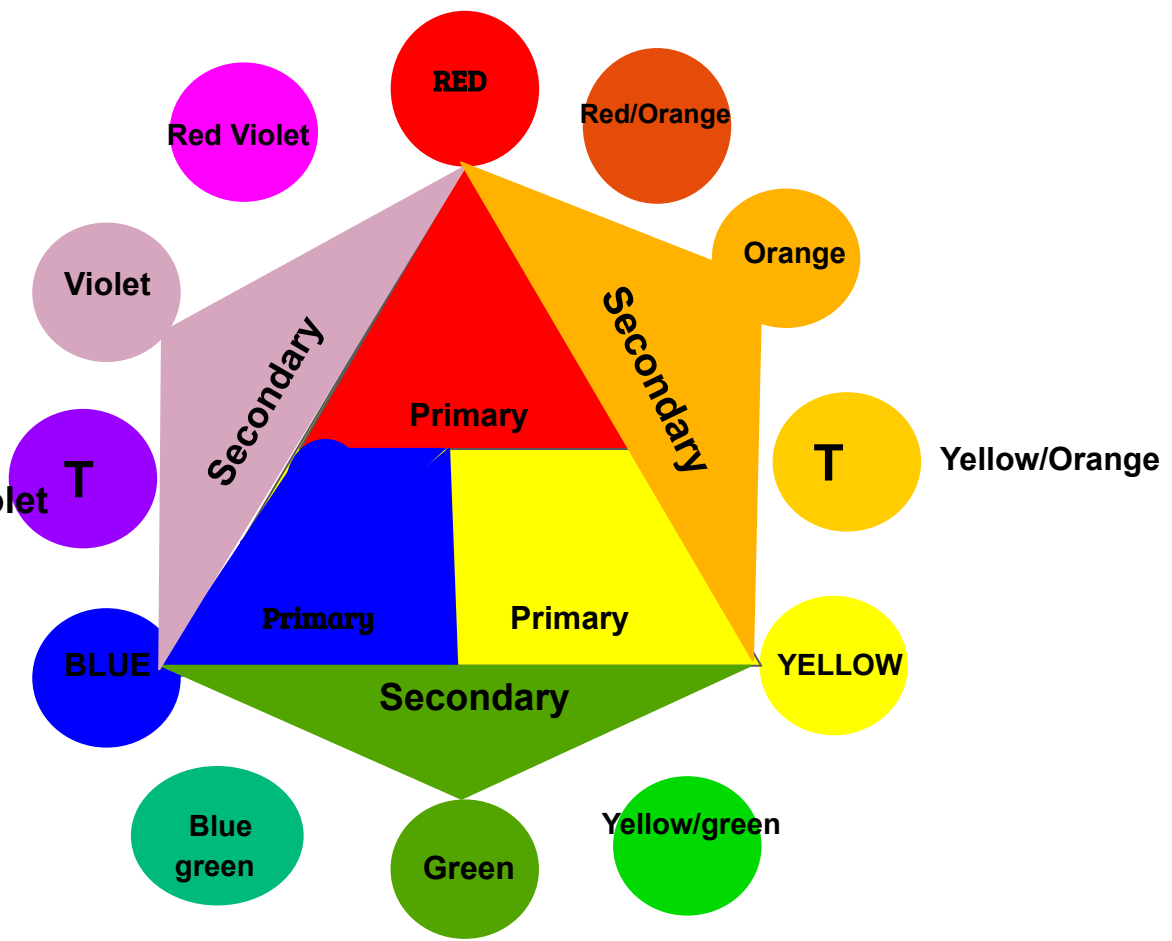 RED
Red/Orange
Red Violet
Orange
Violet
Secondary
Secondary
Primary
T
T
Yellow/Orange
olet
Primary
Primary
BLUE
YELLOW
Secondary
Blue
green
Yellow/green
Green